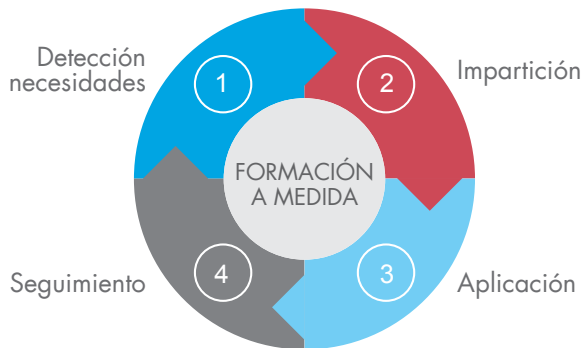 Detección
necesidades
1
2
Impartición
FORMACIÓN
A MEDIDA
Seguimiento
4
3
Aplicación